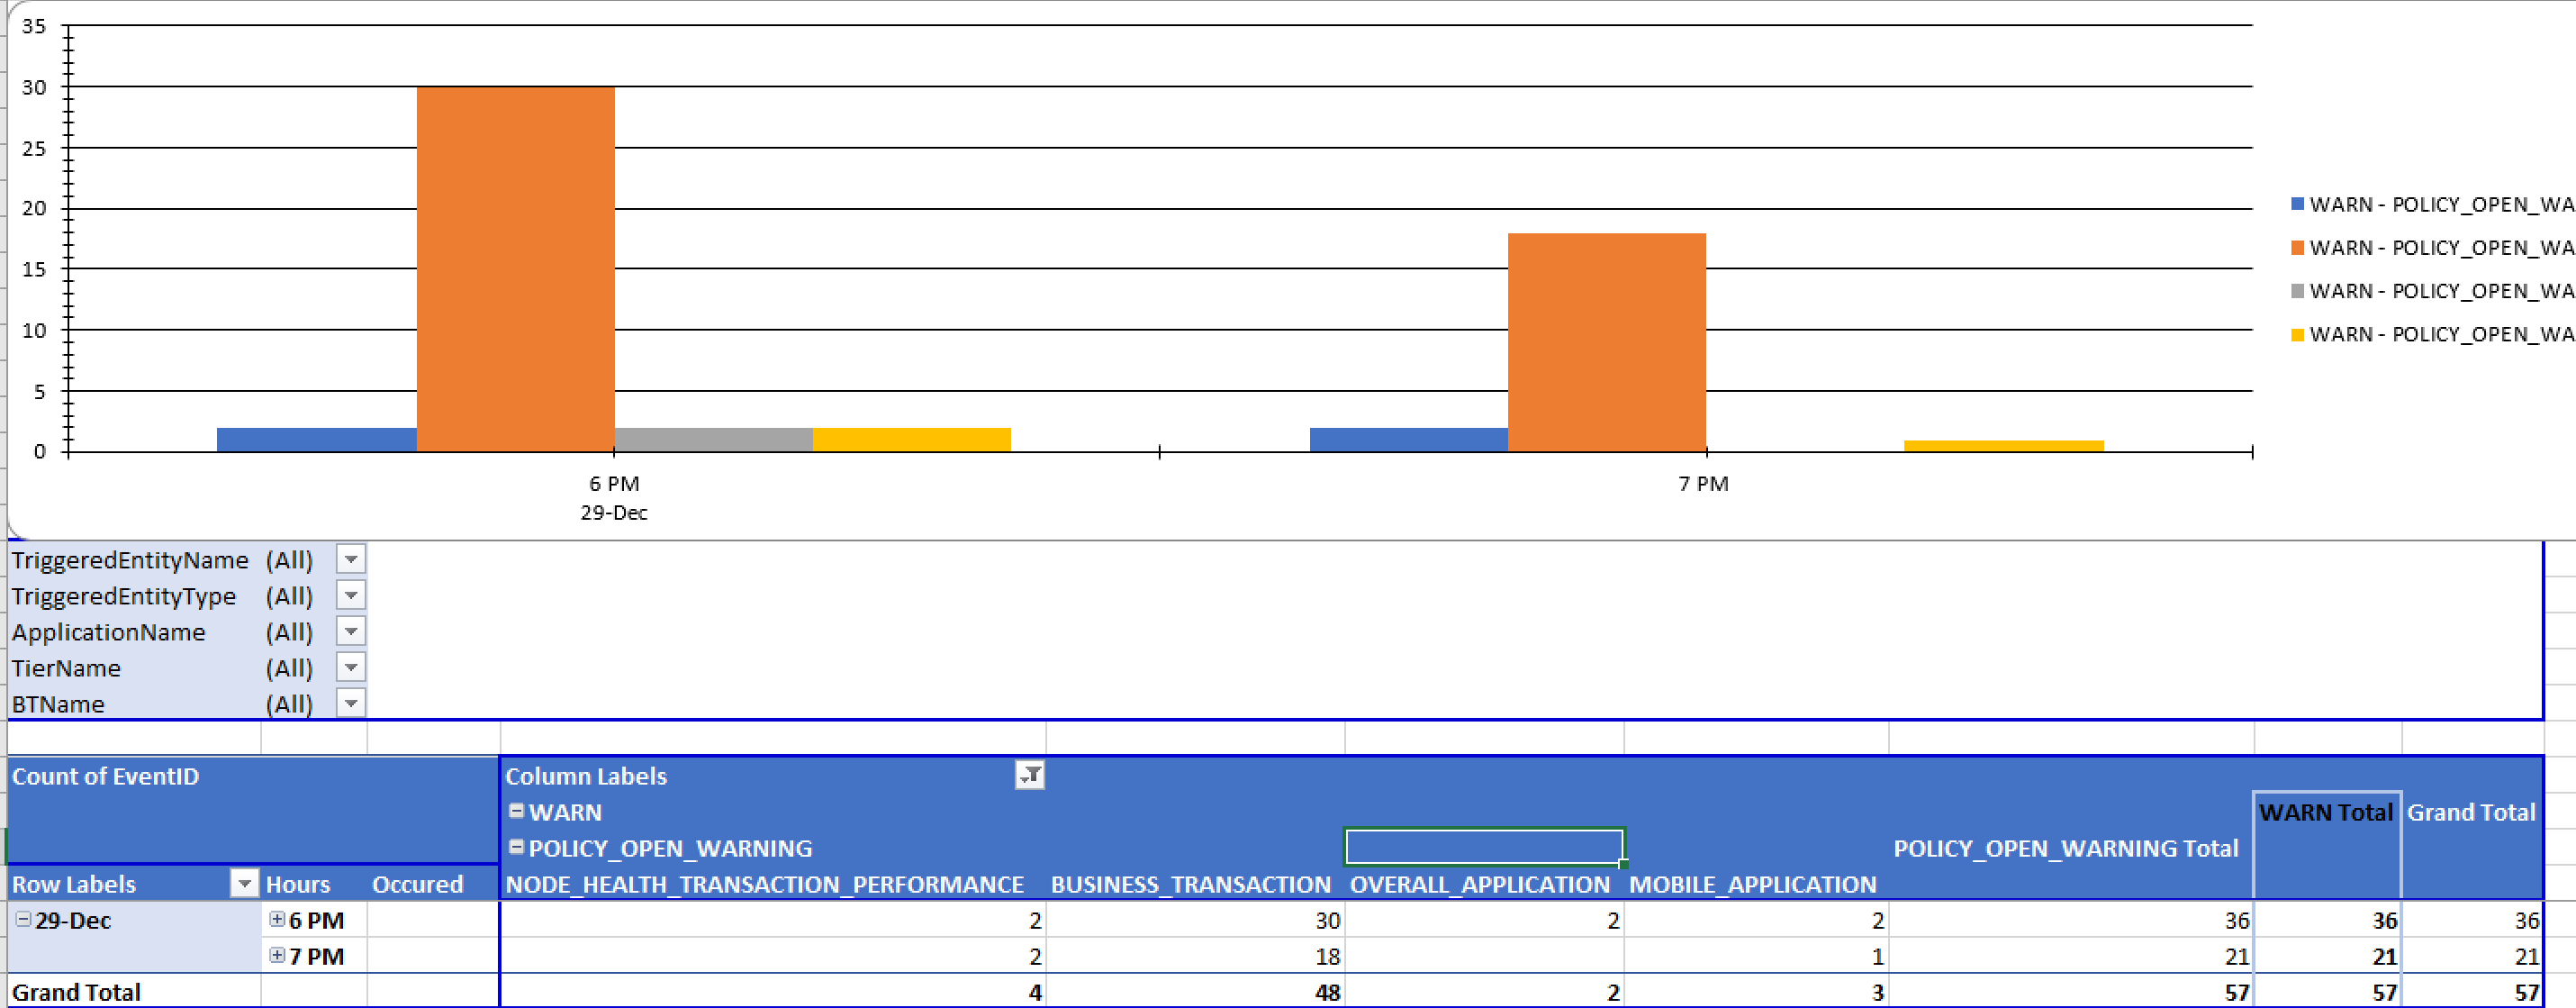 35
30
25
20
15
10
5
0
6 PM
29-Dec
7 PM
WARN - POLICY_OPEN_WA
WARN - POLICY_OPEN_WA
WARN - POLICY_OPEN_WA
WARN - POLICY_OPEN_WA
TriggeredEntityName (All)
TriggeredEntityType (All)
ApplicationName (All)
TierName (All)
BTName (All)
Count of EventID Column Labels
WARN WARN Total Grand Total
POLICY_OPEN_WARNING POLICY_OPEN_WARNING Total
Row Labels Hours Occured NODE_HEALTH_TRANSACTION_PERFORMANCE BUSINESS_TRANSACTION OVERALL_APPLICATION MOBILE_APPLICATION
29-Dec 6 PM 2 30 2 2 36 36 36
7 PM 2 18 1 21 21 21
Grand Total 4 48 2 3 57 57 57